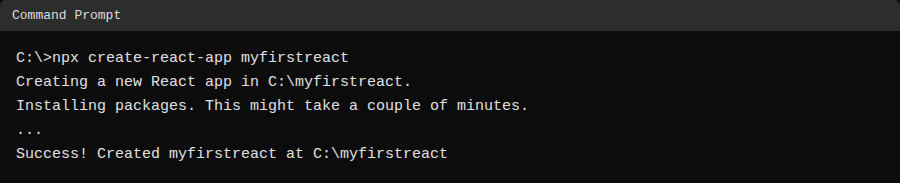 Command Prompt
C:\>npx create-react-app myfirstreact
Creating a new React app in C:\myfirstreact.
Installing packages. This might take a couple of minutes.
...
Success! Created myfirstreact at C:\myfirstreact